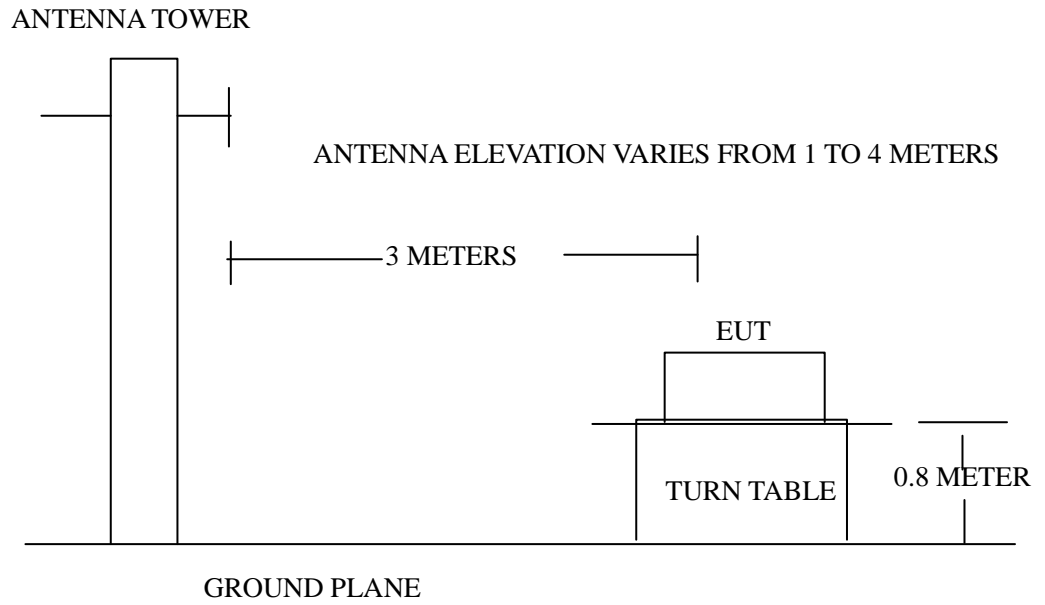 ANTENNA TOWER
ANTENNA ELEVATION VARIES FROM 1 TO 4 METERS
3 METERS
EUT
TURN TABLE
0.8 METER
GROUND PLANE